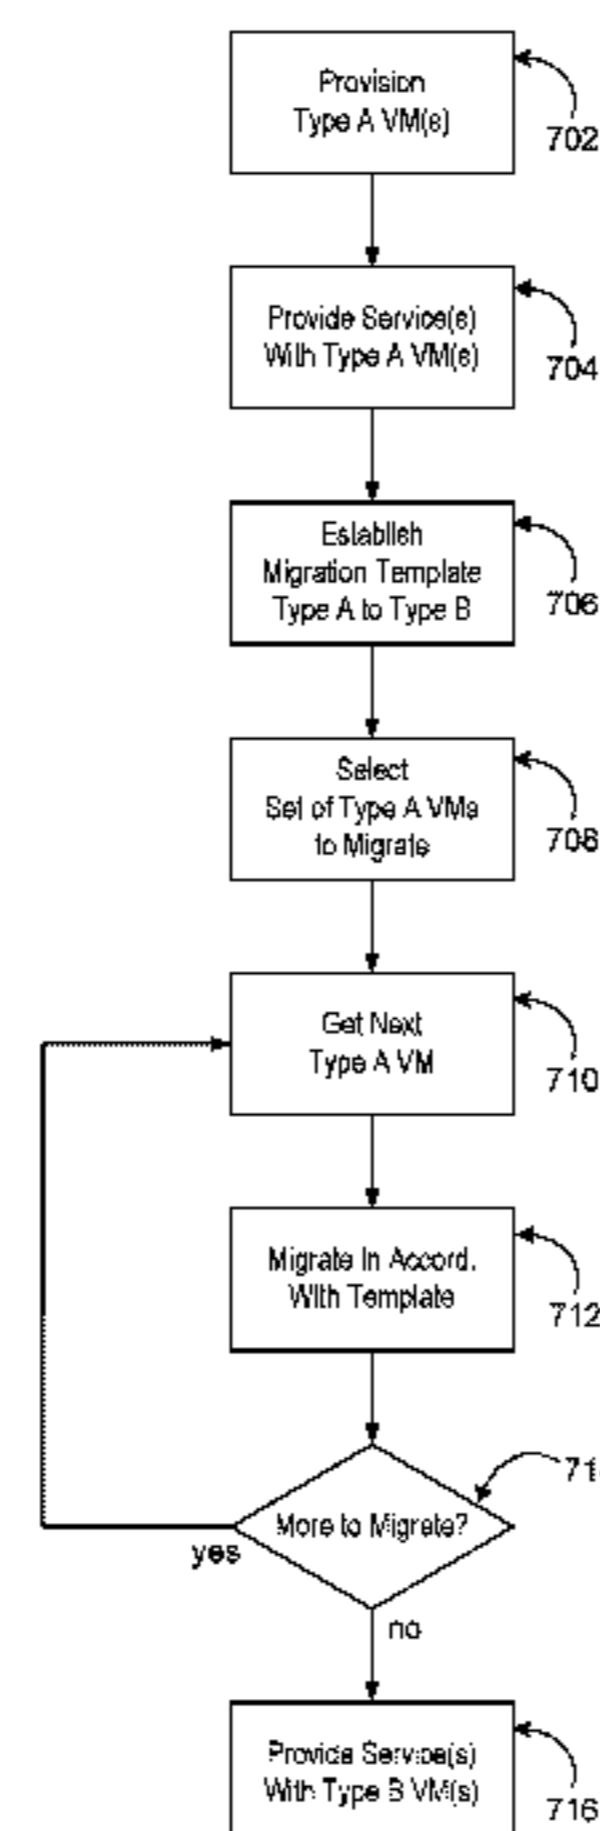 Provision
Type A VM(s)
702
Provide Service(s)
With Type A VM(s)
704
Establish
Migration Template
Type A to Type B
706
Select
Set of Type A VMs
to Migrate
708
Get Next
Type A VM
710
Migrate In Accord.
With Template
712
More to Migrate?
yes
no
Provide Service(s)
With Type B VM(s)
716